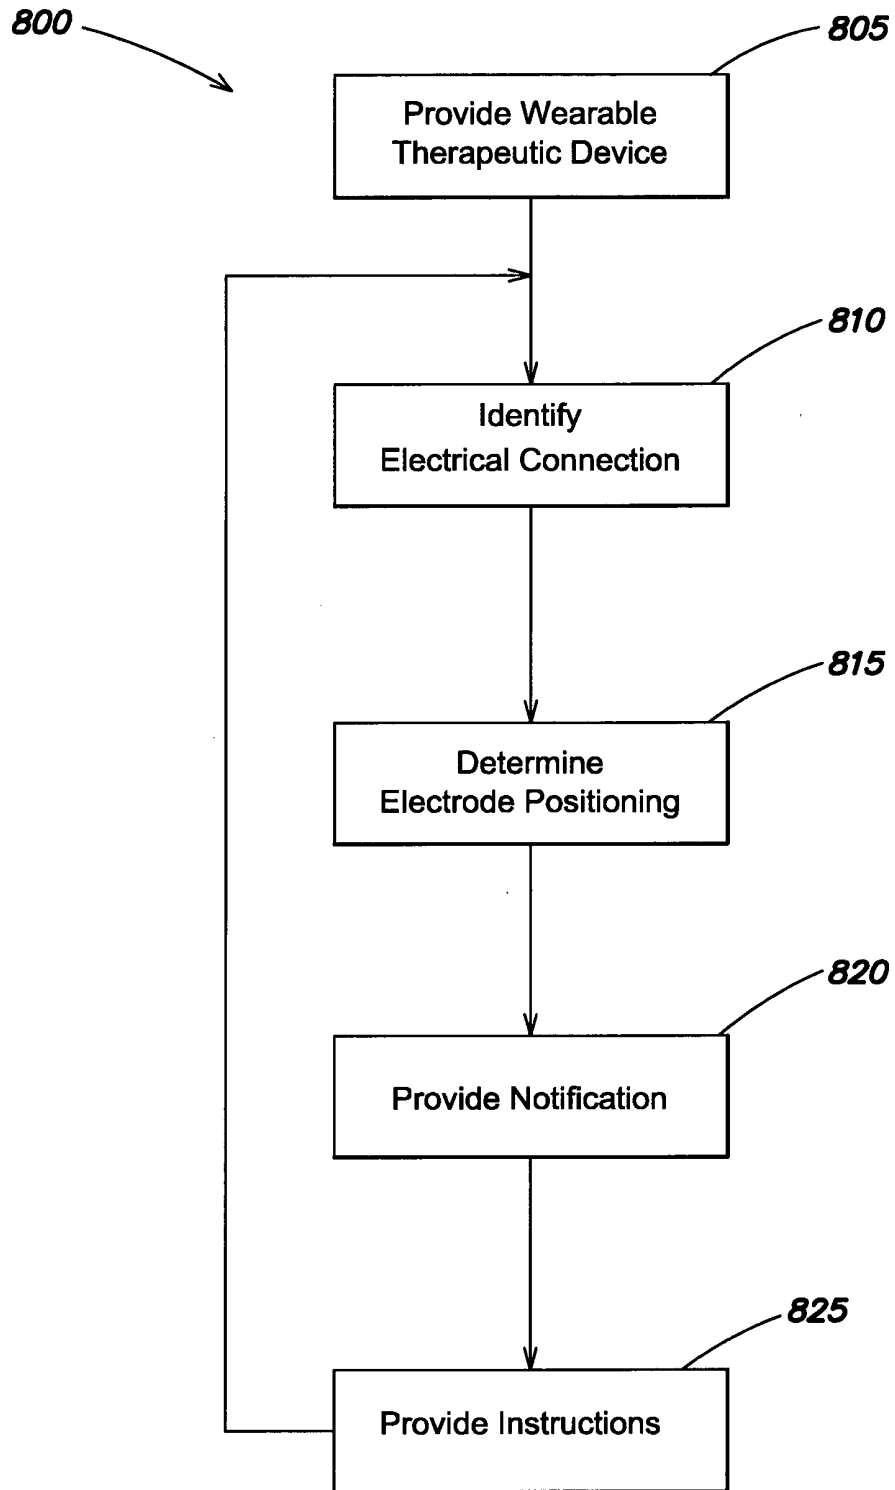 800
805
Provide Wearable
Therapeutic Device
810
Identify
Electrical Connection
815
Determine
Electrode Positioning
820
Provide Notification
825
Provide Instructions